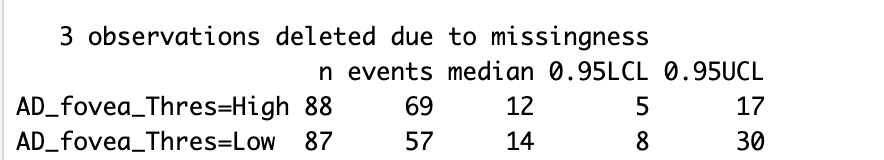 3 observations deleted due to missingness
n events median 0.95LCL 0.95UCL
AD_fovea_Thres=High 88 69 12 5 17
AD_fovea_Thres=Low 87 57 14 8 30